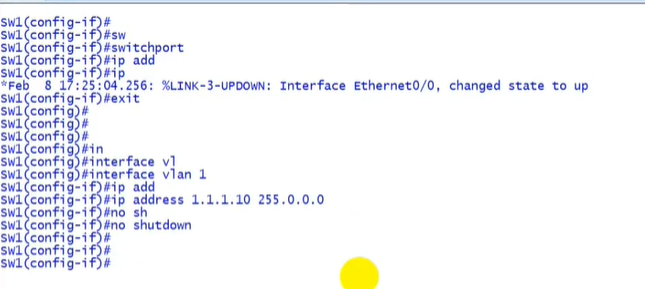 SW1(config-if)#
SW1(config-if)#sw
SW1(config-if)#switchport
SW1(config-if)#ip add
SW1(config-if)#ip
*Feb  8 17:25:04.256: %LINK-3-UPDOWN: Interface Ethernet0/0, changed state to up
SW1(config-if)#exit
SW1(config)#
SW1(config)#
SW1(config)#
SW1(config)#in
SW1(config)#interface vl
SW1(config)#interface vlan 1
SW1(config-if)#ip add
SW1(config-if)#ip address 1.1.1.10 255.0.0.0
SW1(config-if)#no sh
SW1(config-if)#no shutdown
SW1(config-if)#
SW1(config-if)#
SW1(config-if)#